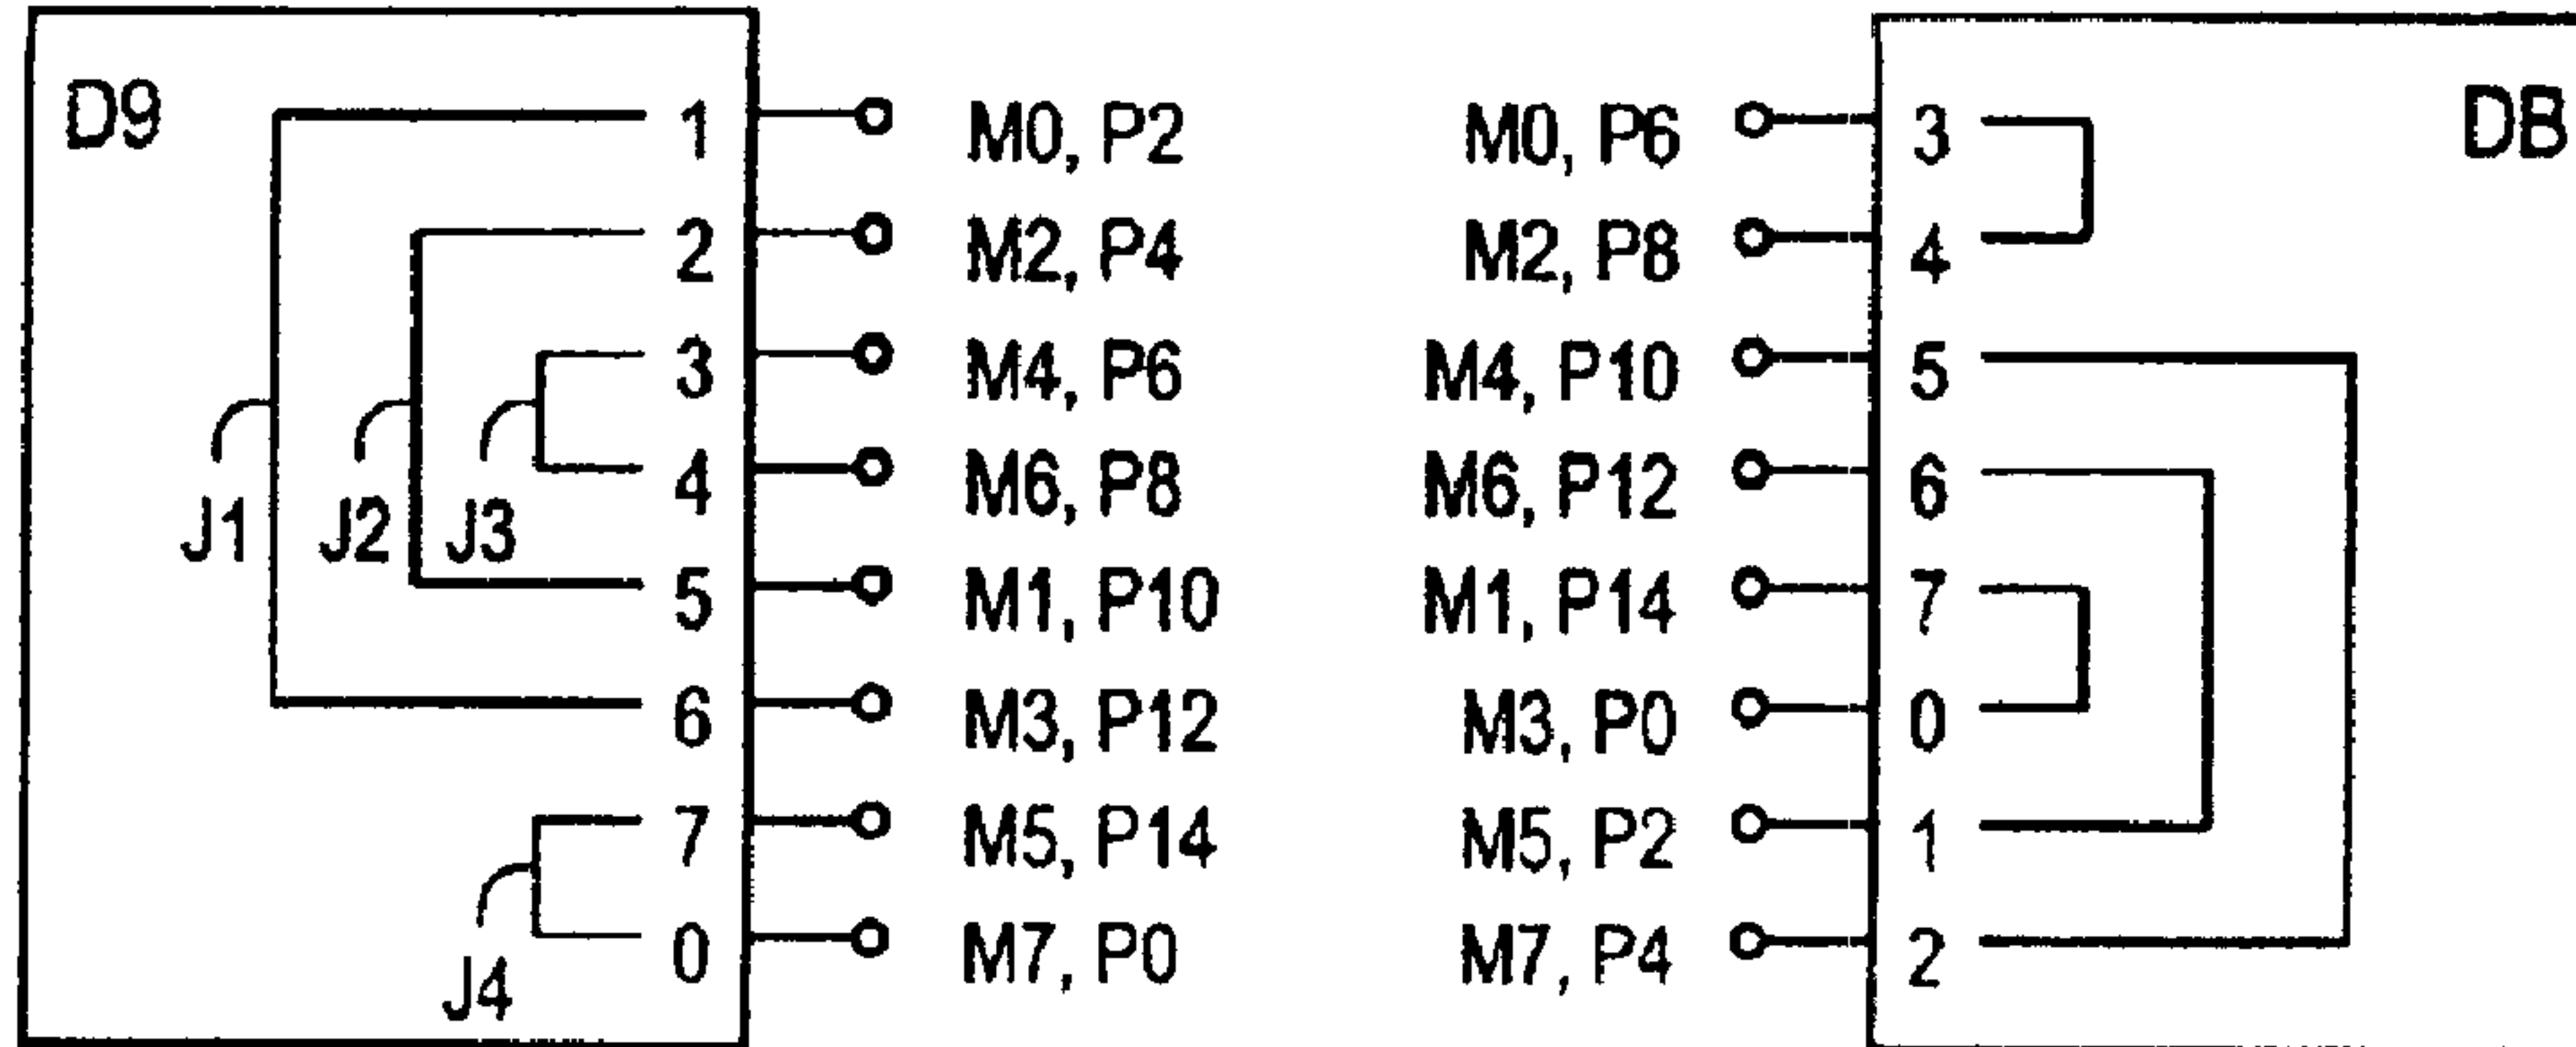 D9
1 M0, P2 M0, P6 3
DB
2 M2, P4 M2, P8 4
3 M4, P6 M4, P10 5
4 M6, P8 M6, P12 6
J1 J2 J3
5 M1, P10 M1, P14 7
6 M3, P12 M3, P0 0
7 M5, P14 M5, P2 1
0 M7, P0 M7, P4 2
J4